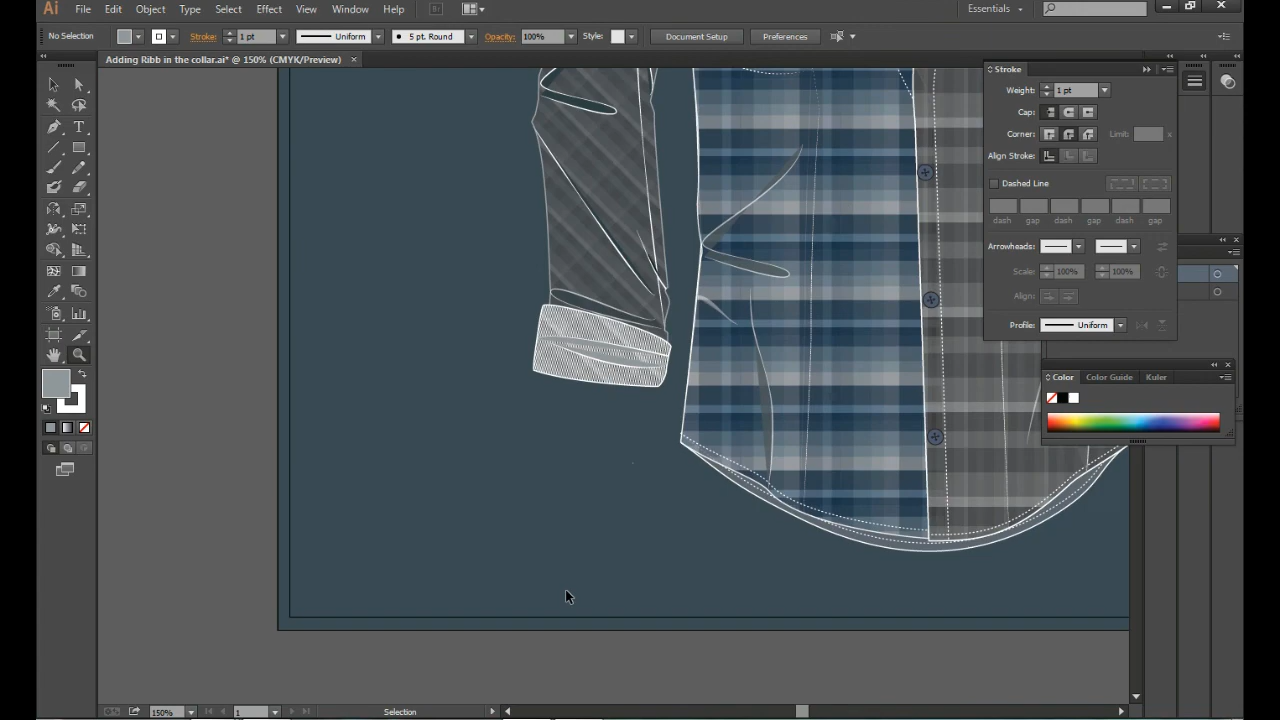 Ai File Edit Object Type Select Effect View Window Help Br Essentials
No Selection Stroke: 1 pt Uniform 5 pt. Round Opacity: 100% Style: Document Setup Preferences
Adding Ribb in the collar.ai* @ 150% (CMYK/Preview) ×
Stroke
Weight: 1 pt
Cap:
Corner: Limit: x
Align Stroke:
Dashed Line
dash gap dash gap dash gap
Arrowheads:
Scale: 100% 100%
Align:
Profile: Uniform
Color Color Guide Kuler
150% 1 Selection